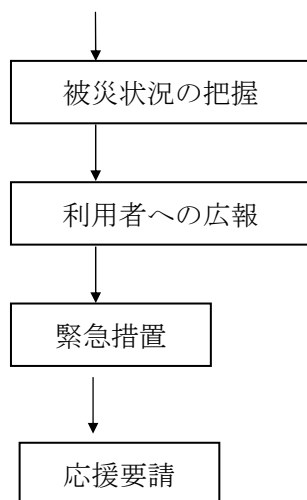 被災状況の把握
利用者への広報
緊急措置
応援要請